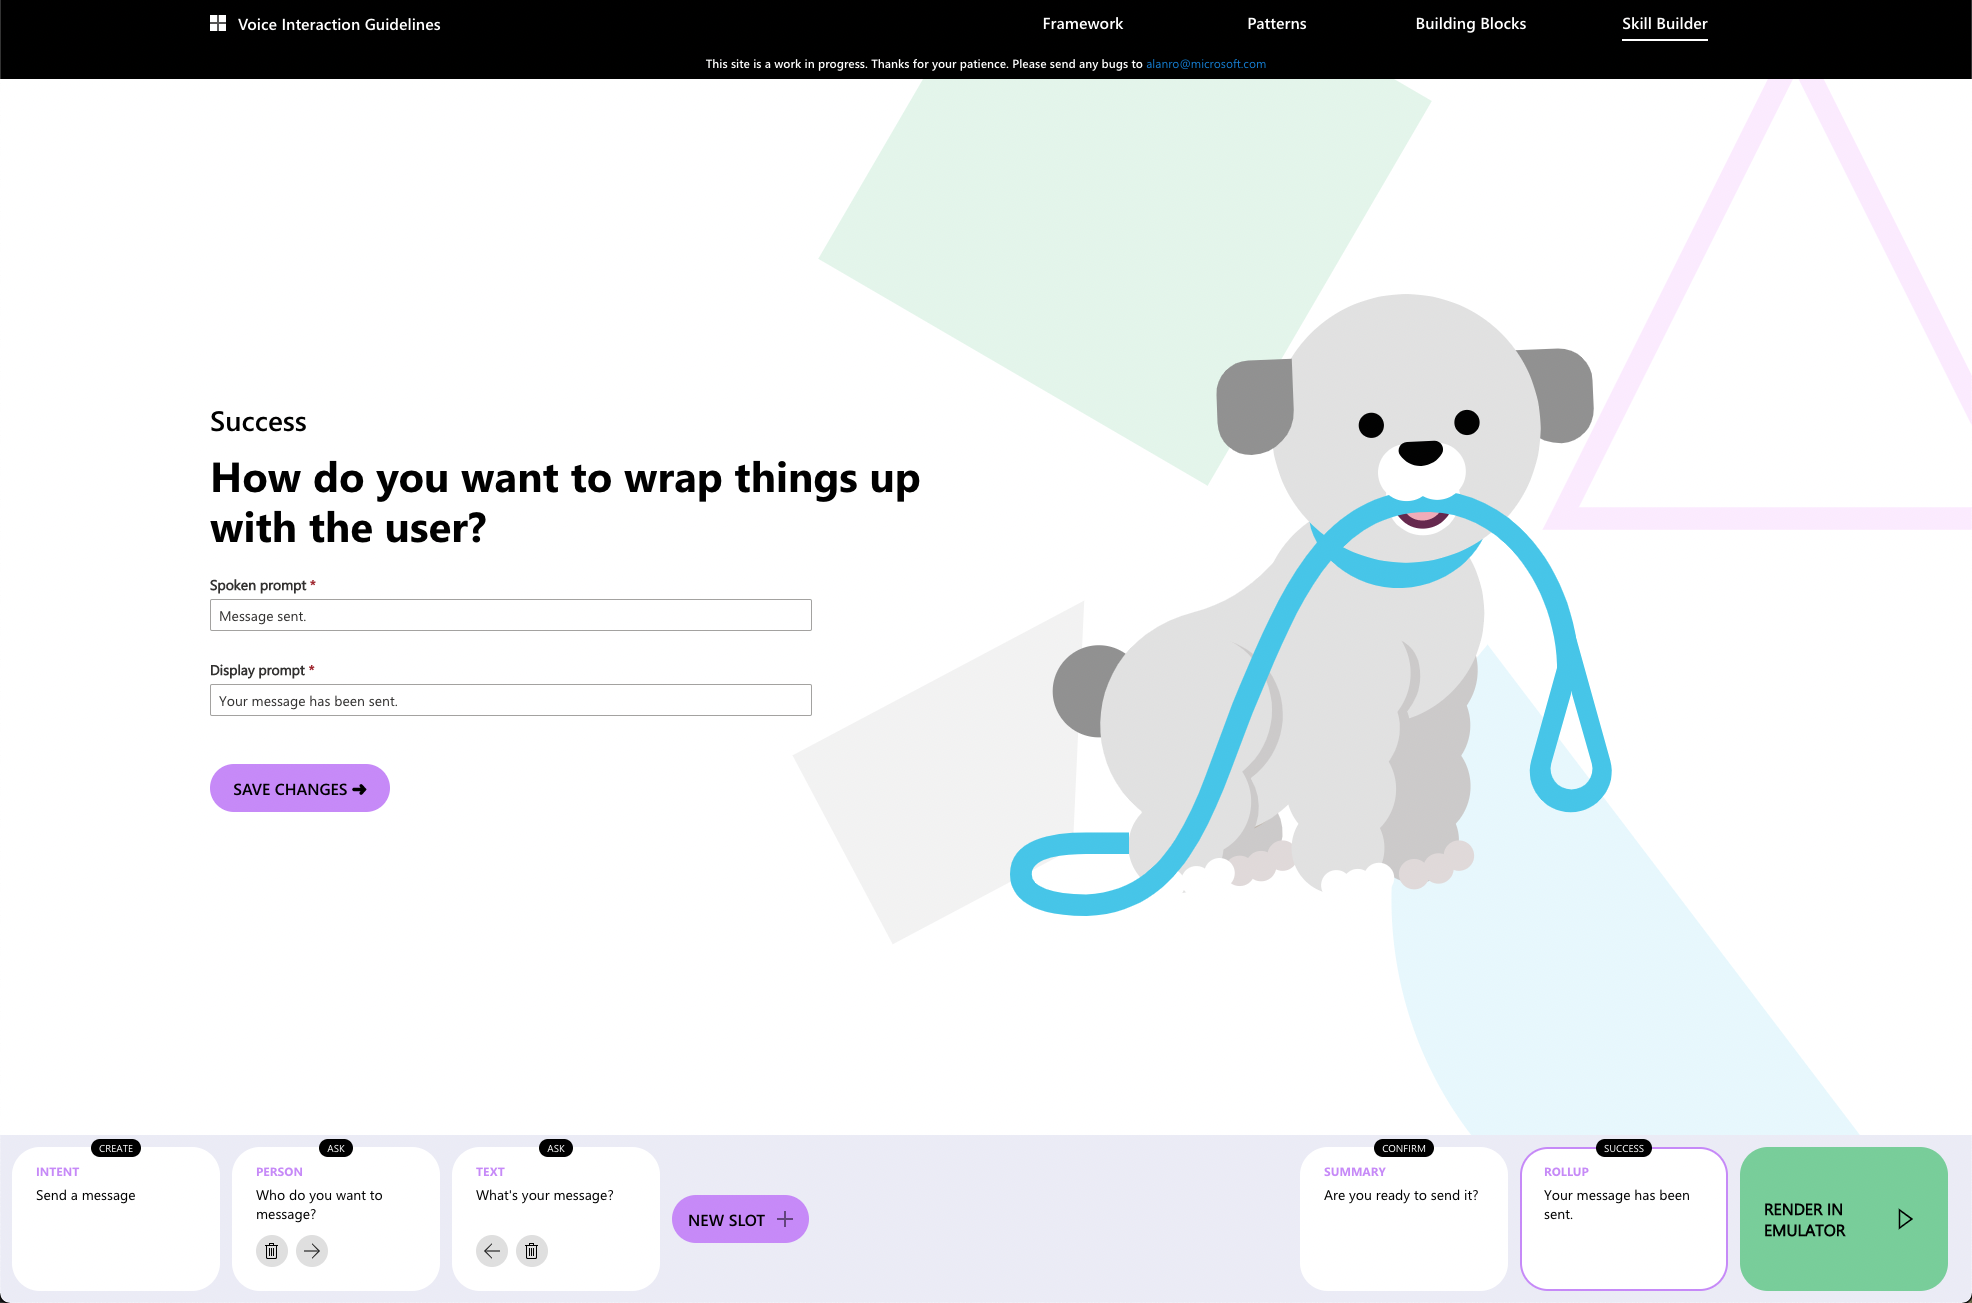 Voice Interaction Guidelines
Framework
Patterns
Building Blocks
Skill Builder
This site is a work in progress. Thanks for your patience. Please send any bugs to alanro@microsoft.com
Success
How do you want to wrap things up
with the user?
Spoken prompt *
Message sent.
Display prompt *
Your message has been sent.
SAVE CHANGES ➜
CREATE
INTENT
Send a message
ASK
PERSON
Who do you want to
message?
ASK
TEXT
What's your message?
NEW SLOT
CONFIRM
SUMMARY
Are you ready to send it?
SUCCESS
ROLLUP
Your message has been
sent.
RENDER IN
EMULATOR